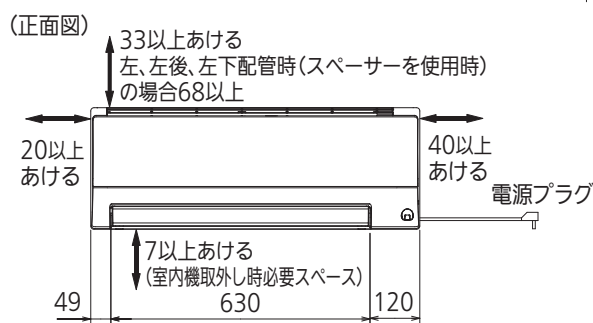 （正面図）
33以上あける
左、左後、左下配管時（スペーサーを使用時）
の場合68以上
20以上
あける
40以上
あける
電源プラグ
7以上あける
（室内機取外し時必要スペース）
49
630
120